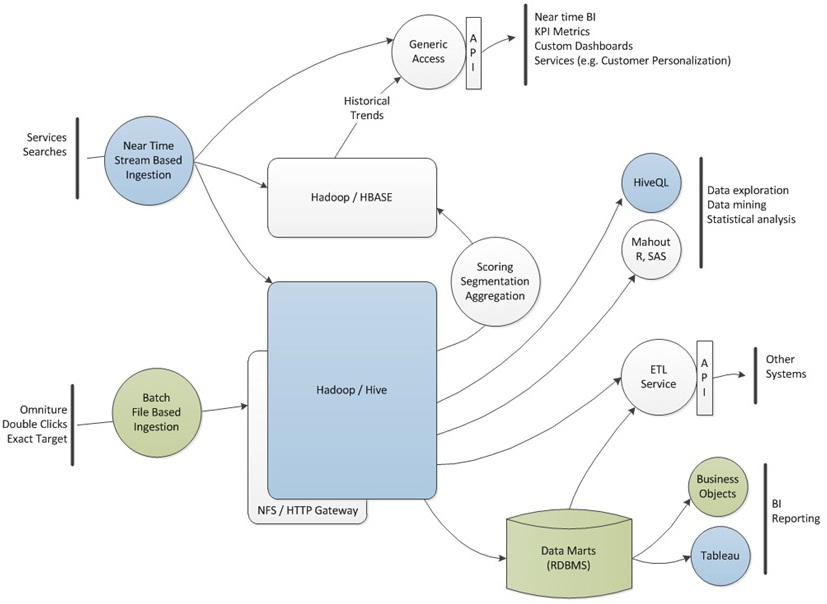 Near time BI
KPI Metrics
Custom Dashboards
Services (e.g. Customer Personalization)
Generic
Access
A
P
I
Historical
Trends
Services
Searches
Near Time
Stream Based
Ingestion
Hadoop / HBASE
HiveQL
Data exploration
Data mining
Statistical analysis
Mahout
R, SAS
Scoring
Segmentation
Aggregation
Hadoop / Hive
ETL
Service
A
P
I
Other
Systems
Omniture
Double Clicks
Exact Target
Batch
File Based
Ingestion
NFS / HTTP Gateway
Data Marts
(RDBMS)
Business
Objects
Tableau
BI
Reporting